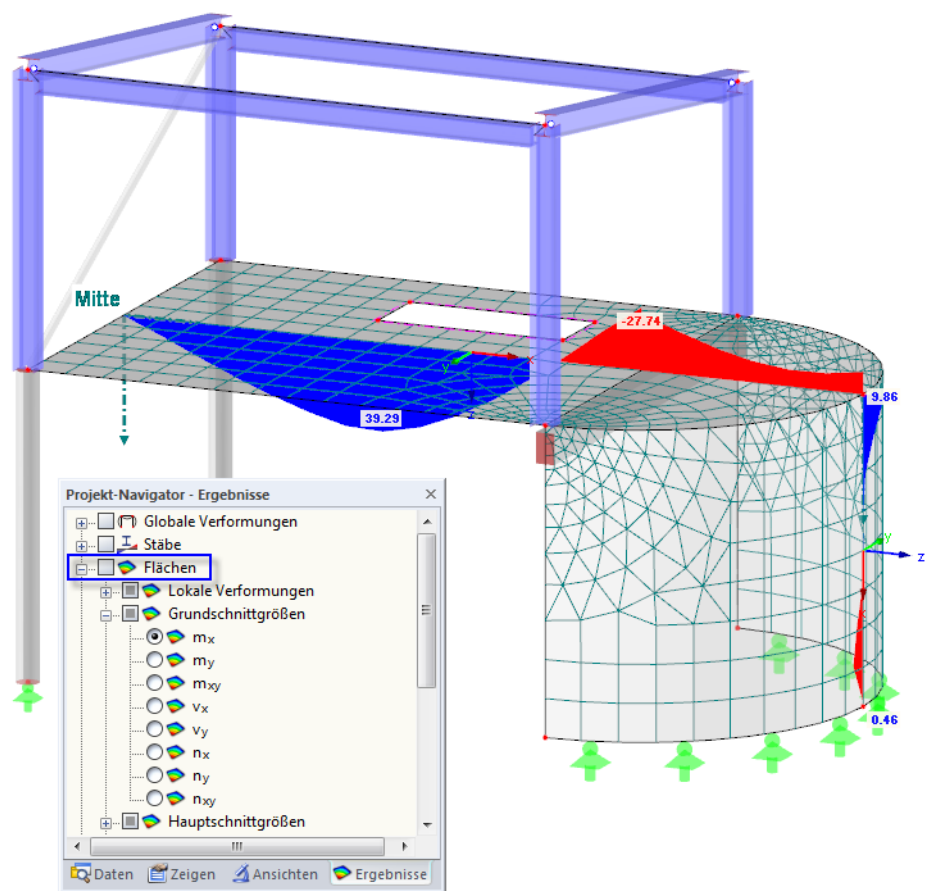 Mitte
-27.74
x
y
z
39.29
9.86
y
z
x
0.46
Projekt-Navigator - Ergebnisse
Globale Verformungen
Stäbe
Flächen
Lokale Verformungen
Grundschnittgrößen
mx
my
mxy
vx
vy
nx
ny
nxy
Hauptschnittgrößen
Daten Zeigen Ansichten Ergebnisse